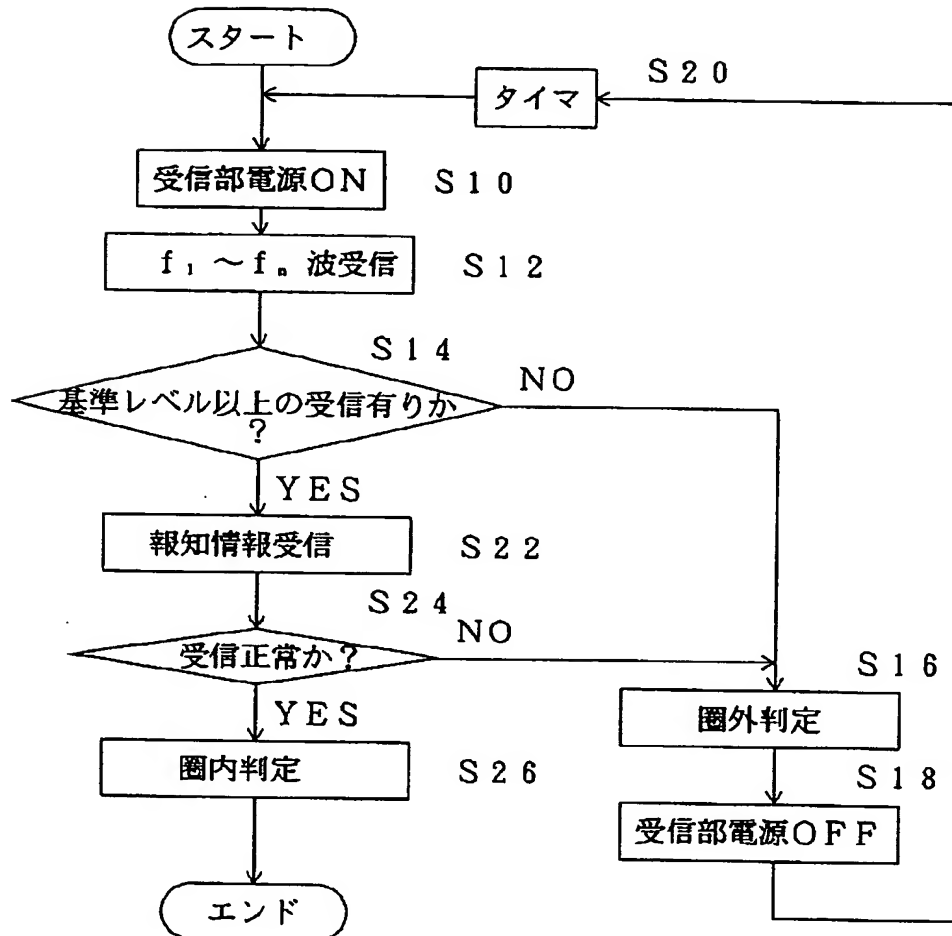 スタート
S20
タイマ
受信部電源ON
S10
f₁～fₙ波受信
S12
S14
基準レベル以上の受信有りか
？
NO
YES
報知情報受信
S22
S24
受信正常か？
NO
YES
S16
圏外判定
圏内判定
S26
S18
受信部電源OFF
エンド